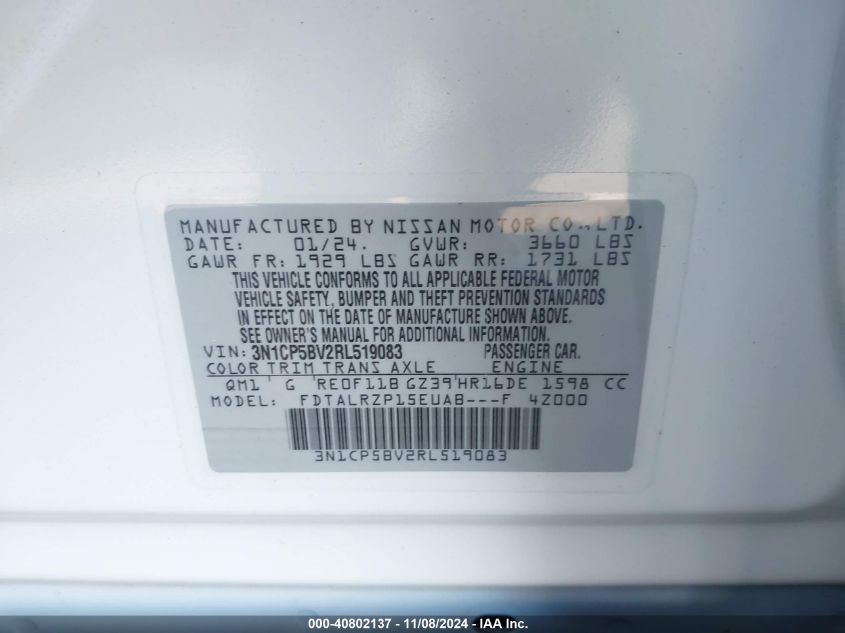 MANUFACTURED BY NISSAN MOTOR CO., LTD.
DATE: 01/24. GVWR: 3660 LBS
GAWR FR: 1929 LBS GAWR RR: 1731 LBS
THIS VEHICLE CONFORMS TO ALL APPLICABLE FEDERAL MOTOR
VEHICLE SAFETY, BUMPER AND THEFT PREVENTION STANDARDS
IN EFFECT ON THE DATE OF MANUFACTURE SHOWN ABOVE.
SEE OWNER'S MANUAL FOR ADDITIONAL INFORMATION.
VIN: 3N1CP5BV2RL519083 PASSENGER CAR.
COLOR TRIM TRANS AXLE ENGINE
QM1 G RE0F11B GZ39 HR16DE 1598 CC
MODEL: FDTALRZP15EUAB---F 4Z000
3N1CP5BV2RL519083
000-40802137 - 11/08/2024 - IAA Inc.